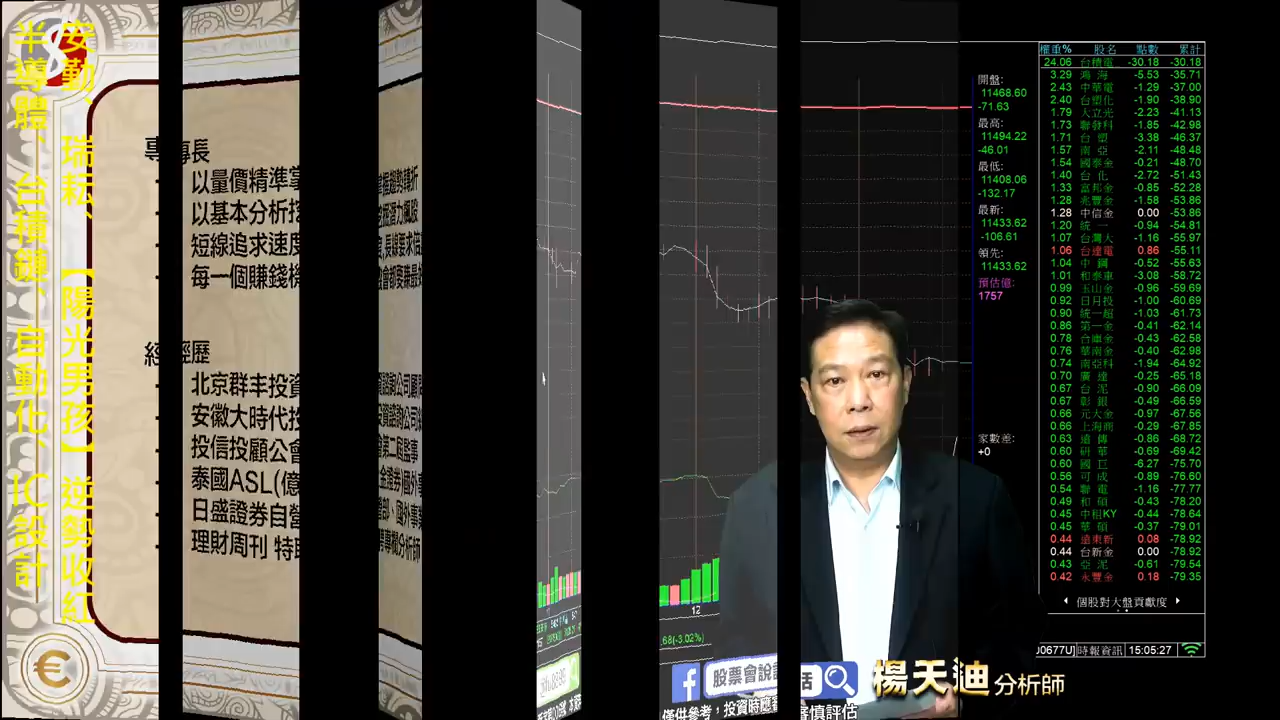 安勤、瑞耘、【陽光男孩】逆勢收紅
半導體、台積鏈、自動化、IC設計
專長
以量價精準掌
以基本分析挖
短線追求速度
每一個賺錢機
經歷
北京群丰投資
安徽大時代投
投信投顧公會
泰國ASL(億
日盛證券自營
理財周刊 特
開盤:
11468.60
-71.63
最高:
11494.22
-46.01
最低:
11408.06
-132.17
最新:
11433.62
-106.61
領先:
11433.62
預估億:
1757
家數差:
+0
權重% 股名 點數 累計
24.06 台積電 -30.18 -30.18
3.29 鴻海 -5.53 -35.71
2.43 中華電 -1.29 -37.00
2.40 台塑化 -1.90 -38.90
1.79 大立光 -2.23 -41.13
1.73 聯發科 -1.85 -42.98
1.71 台塑 -3.38 -46.37
1.57 南亞 -2.11 -48.48
1.54 國泰金 -0.21 -48.70
1.40 台化 -2.72 -51.43
1.33 富邦金 -0.85 -52.28
1.28 兆豐金 -1.58 -53.86
1.28 中信金 0.00 -53.86
1.20 統一 -0.94 -54.81
1.07 台灣大 -1.16 -55.97
1.06 台達電 0.86 -55.11
1.04 中鋼 -0.52 -55.63
1.01 和泰車 -3.08 -58.72
0.99 玉山金 -0.96 -59.69
0.92 日月投 -1.00 -60.69
0.90 統一超 -1.03 -61.73
0.86 第一金 -0.41 -62.14
0.78 合庫金 -0.43 -62.58
0.76 華南金 -0.40 -62.98
0.74 南亞科 -1.94 -64.92
0.70 廣達 -0.25 -65.18
0.67 台泥 -0.90 -66.09
0.67 彰銀 -0.49 -66.59
0.66 元大金 -0.97 -67.56
0.66 上海商 -0.29 -67.85
0.63 遠傳 -0.86 -68.72
0.60 研華 -0.69 -69.42
0.60 國巨 -6.27 -75.70
0.56 可成 -0.89 -76.60
0.54 聯電 -1.16 -77.77
0.49 和碩 -0.43 -78.20
0.45 中租KY -0.44 -78.64
0.45 華碩 -0.37 -79.01
0.44 遠東新 0.08 -78.92
0.44 台新金 0.00 -78.92
0.43 亞泥 -0.61 -79.54
0.42 永豐金 0.18 -79.35
個股對大盤貢獻度
00677U] 時報資訊 15:05:27
12
.68(-3.02%)
股票會說話
楊天迪 分析師
僅供參考，投資時應審慎評估